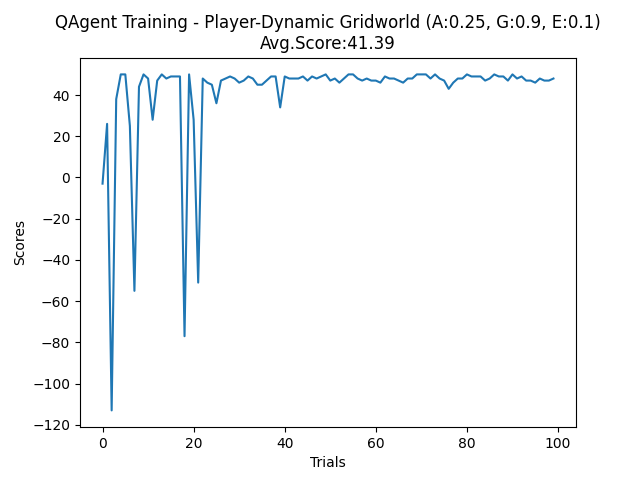 QAgent Training - Player-Dynamic Gridworld (A:0.25, G:0.9, E:0.1)
Avg.Score:41.39
40
20
0
−20
−40
−60
−80
−100
−120
Scores
0 20 40 60 80 100
Trials